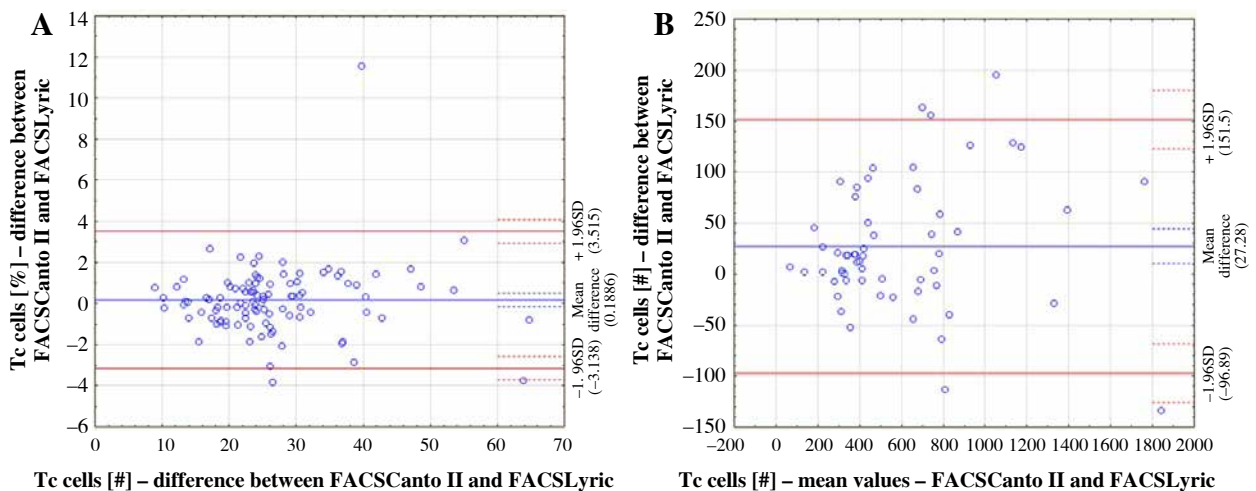 A
Tc cells [%] – difference between
FACSCanto II and FACSLyric
14
12
10
8
6
4
2
0
–2
–4
–6
0
10
20
30
40
50
60
70
+ 1.96SD
(3.515)
Mean
difference
(0.1886)
–1.96SD
(–3.138)
Tc cells [#] – difference between FACSCanto II and FACSLyric
B
Tc cells [#] – difference between
FACSCanto II and FACSLyric
250
200
150
100
50
0
–50
–100
–150
–200
0
200
400
600
800
1000
1200
1400
1600
1800
2000
+ 1.96SD
(151.5)
Mean
difference
(27.28)
–1.96SD
(–96.89)
Tc cells [#] – mean values – FACSCanto II and FACSLyric